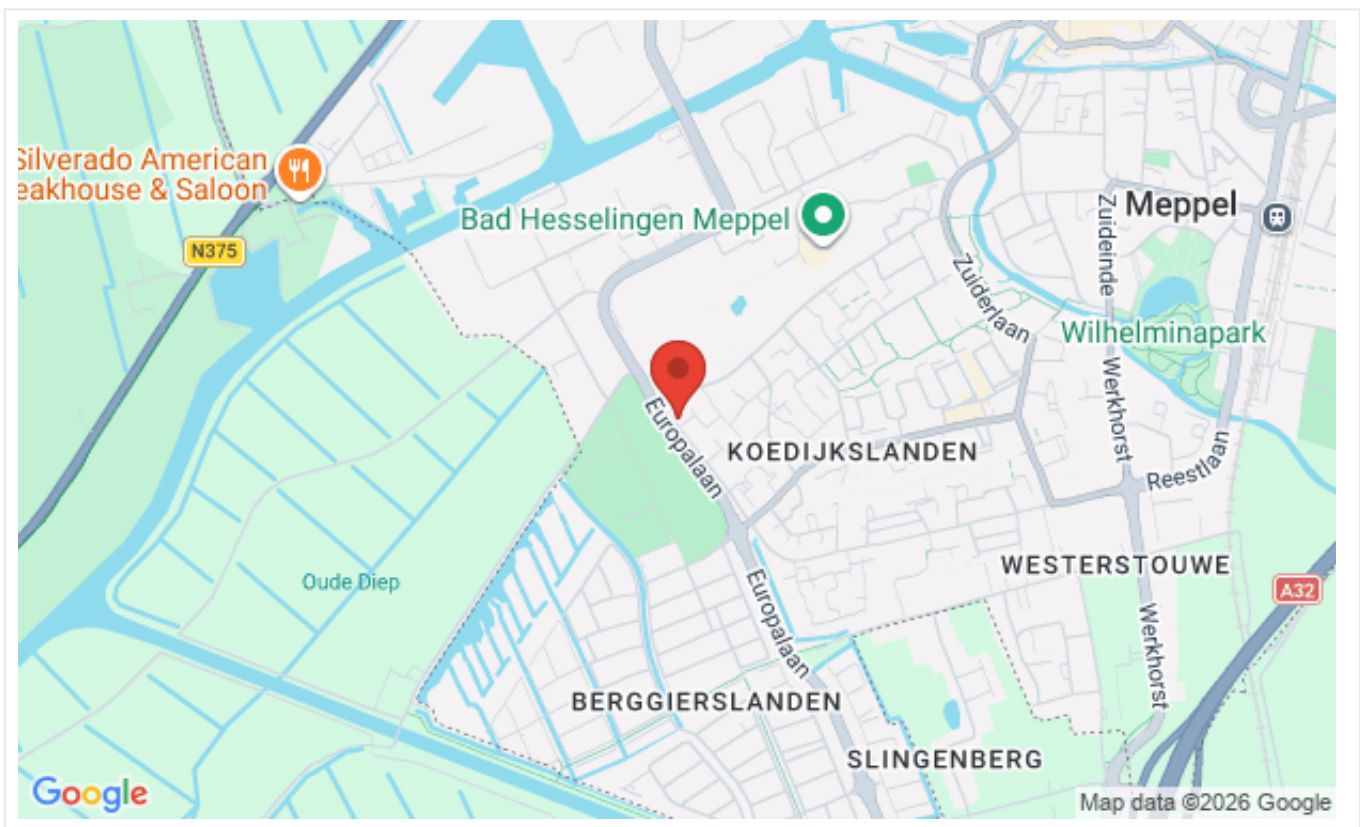 Silverado American
eakhouse & Saloon
N375
Bad Hesselingen Meppel
Meppel
Zuideinde
Zuiderlaan
Wilhelminapark
Werkhorst
Europalaan
KOEDIJKSLANDEN
Reestlaan
Oude Diep
WESTERSTOUWE
A32
Europalaan
Werkhorst
BERGGIERSLANDEN
SLINGENBERG
Google
Map data ©2026 Google